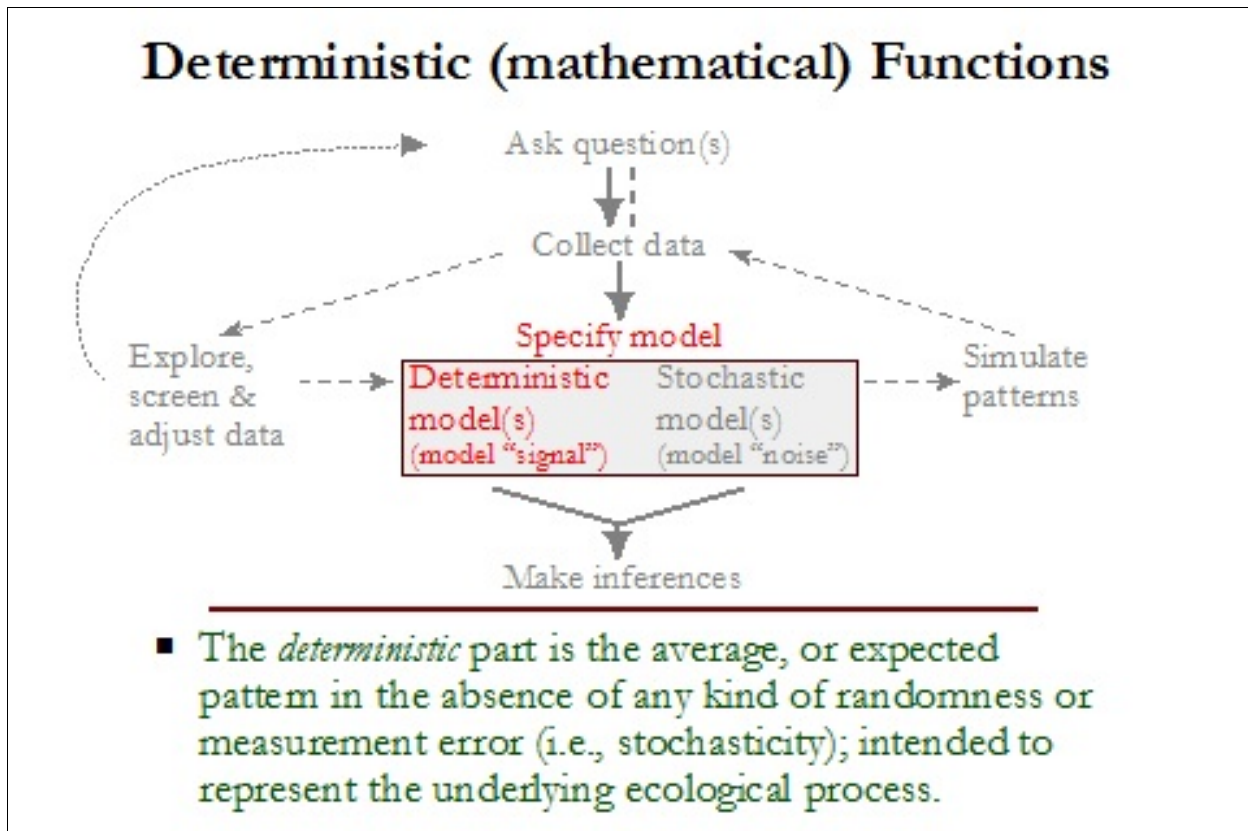 Deterministic (mathematical) Functions
Ask question(s)
Collect data
Specify model
Explore,
screen &
adjust data
Deterministic
model(s)
(model “signal”)
Stochastic
model(s)
(model “noise”)
Simulate
patterns
Make inferences
■ The deterministic part is the average, or expected
pattern in the absence of any kind of randomness or
measurement error (i.e., stochasticity); intended to
represent the underlying ecological process.